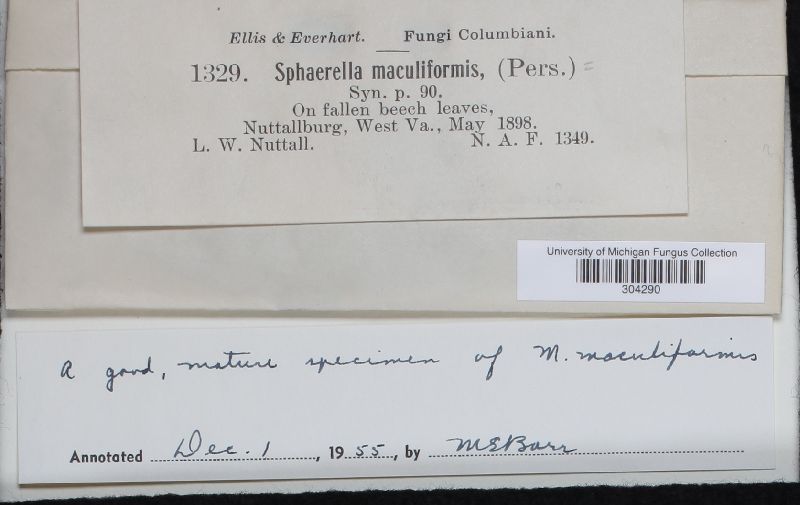 Ellis & Everhart. Fungi Columbiani.
1329. Sphaerella maculiformis, (Pers.) =
Syn. p. 90.
On fallen beech leaves,
Nuttallburg, West Va., May 1898.
L. W. Nuttall. N. A. F. 1349.
University of Michigan Fungus Collection
304290
A good, mature specimen of M. maculiformis
Annotated Dec. 1, 1955, by MEBarr